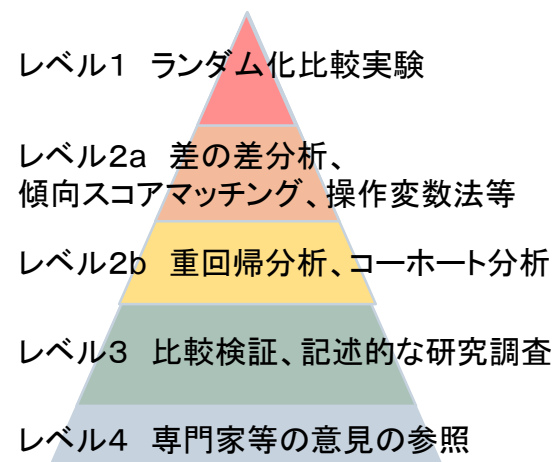 レベル１　ランダム化比較実験
レベル2a　差の差分析、
傾向スコアマッチング、操作変数法等
レベル2b　重回帰分析、コーホート分析
レベル３　比較検証、記述的な研究調査
レベル４　専門家等の意見の参照